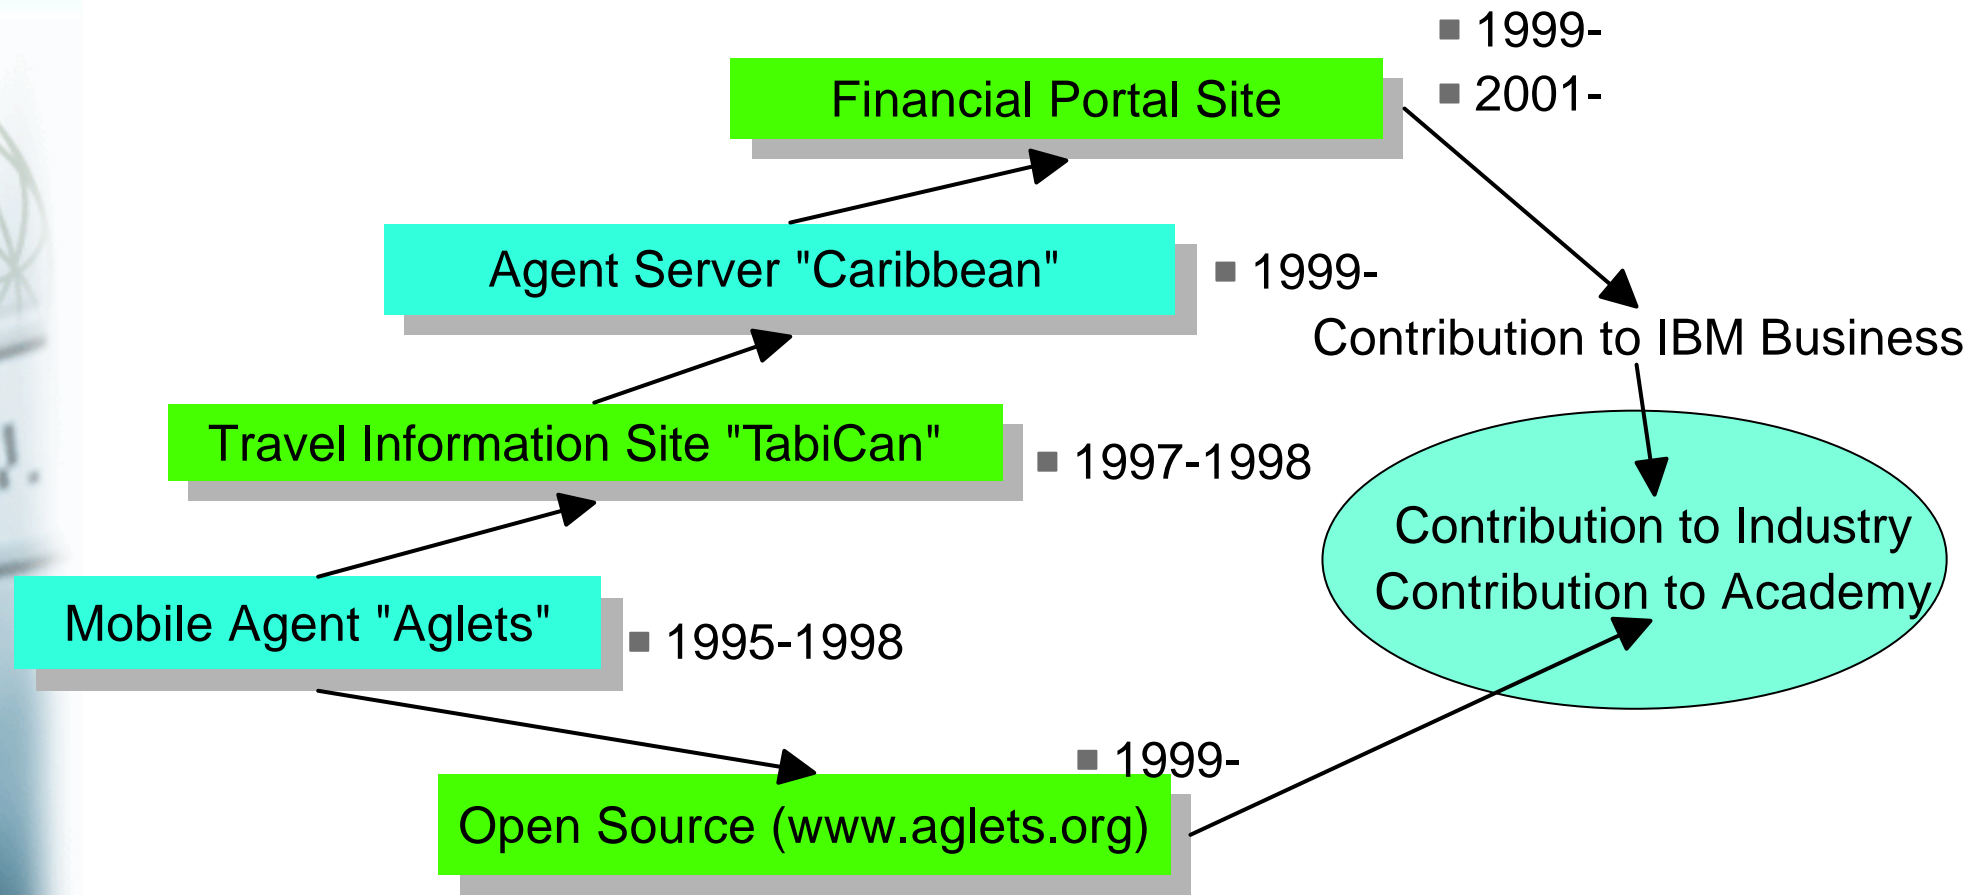 1999-
2001-
Financial Portal Site
Agent Server "Caribbean"
1999-
Contribution to IBM Business
Travel Information Site "TabiCan"
1997-1998
Contribution to Industry
Contribution to Academy
Mobile Agent "Aglets"
1995-1998
1999-
Open Source (www.aglets.org)